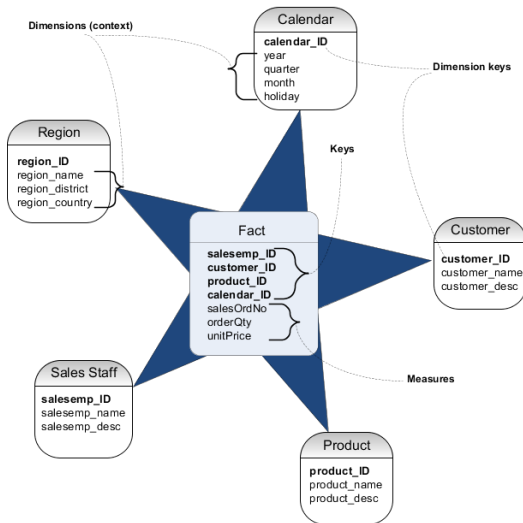 Calendar
calendar_ID
year
quarter
month
holiday
Dimensions (context)
Dimension keys
Region
region_ID
region_name
region_district
region_country
Keys
Fact
salesemp_ID
customer_ID
product_ID
calendar_ID
salesOrdNo
orderQty
unitPrice
Customer
customer_ID
customer_name
customer_desc
Measures
Sales Staff
salesemp_ID
salesemp_name
salesemp_desc
Product
product_ID
product_name
product_desc